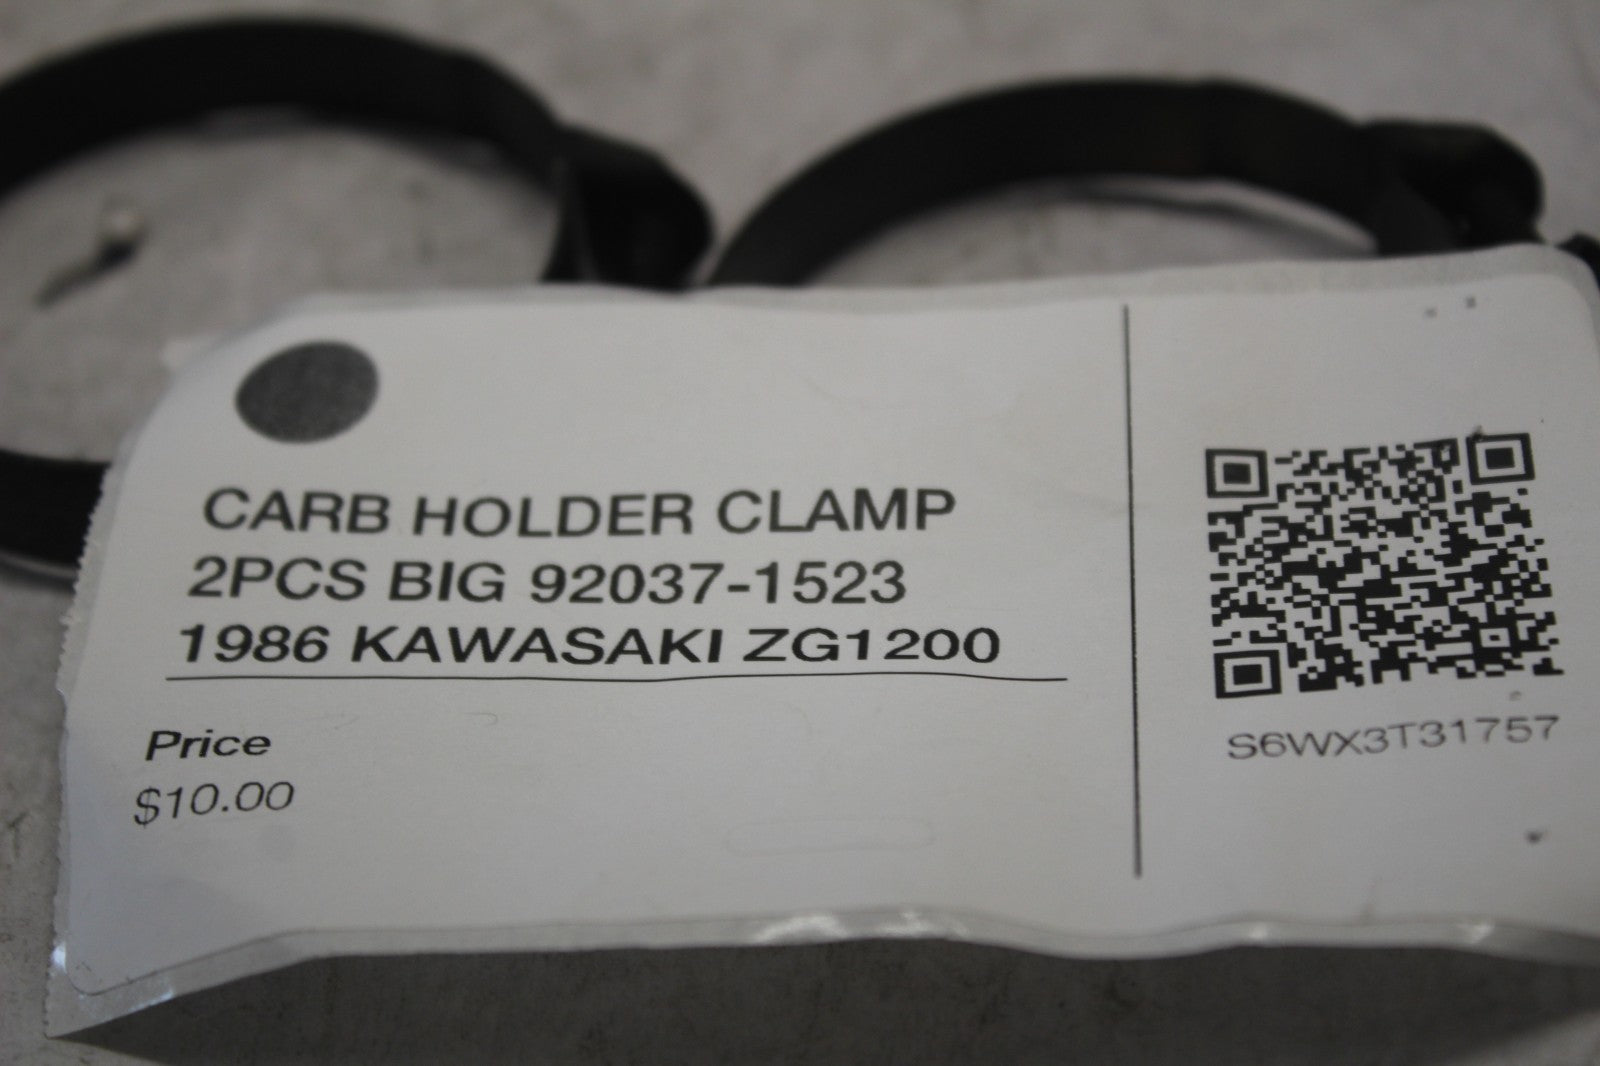 CARB HOLDER CLAMP
2PCS BIG 92037-1523
1986 KAWASAKI ZG1200
Price
$10.00
S6WX3T31757